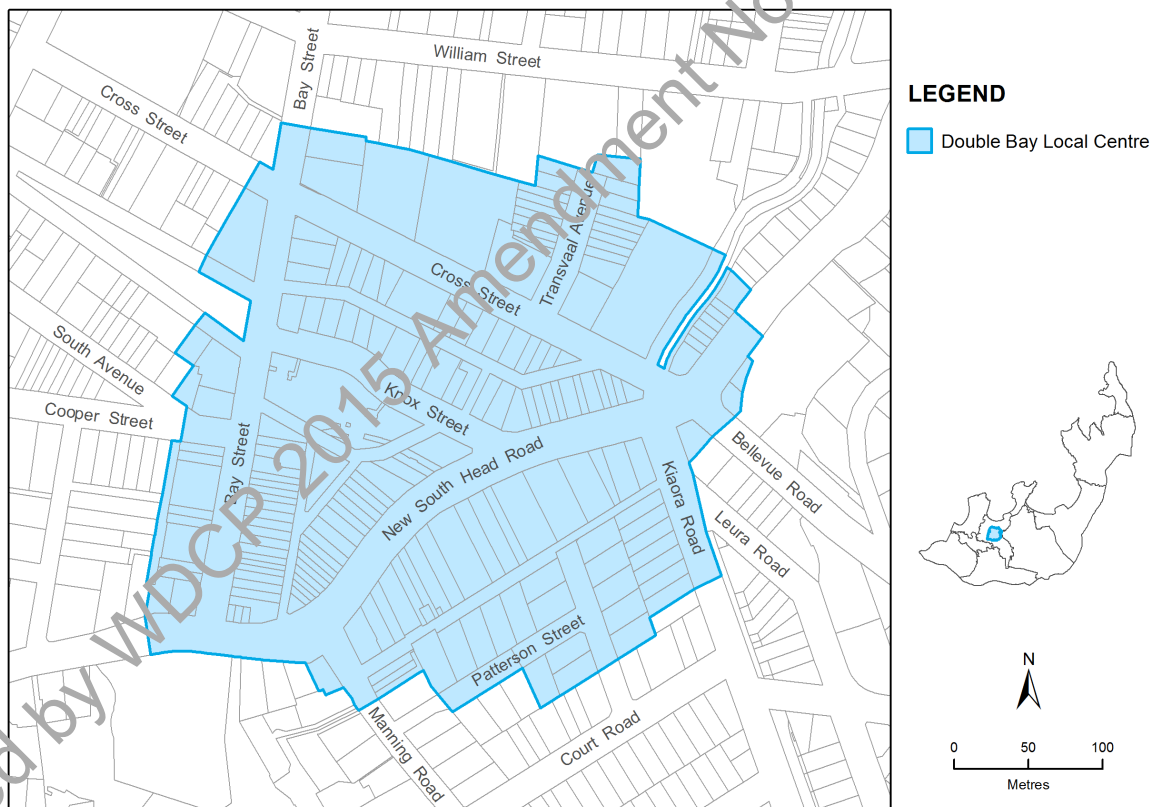 William Street
Bay Street
Cross Street
LEGEND
Double Bay Local Centre
Transvaal Avenue
Cross Street
South Avenue
Knox Street
Cooper Street
Bay Street
New South Head Road
Bellevue Road
Kiaora Road
Leura Road
Patterson Street
Manning Road
Court Road
N
0 50 100
Metres
by WDCP 2015 Amendment